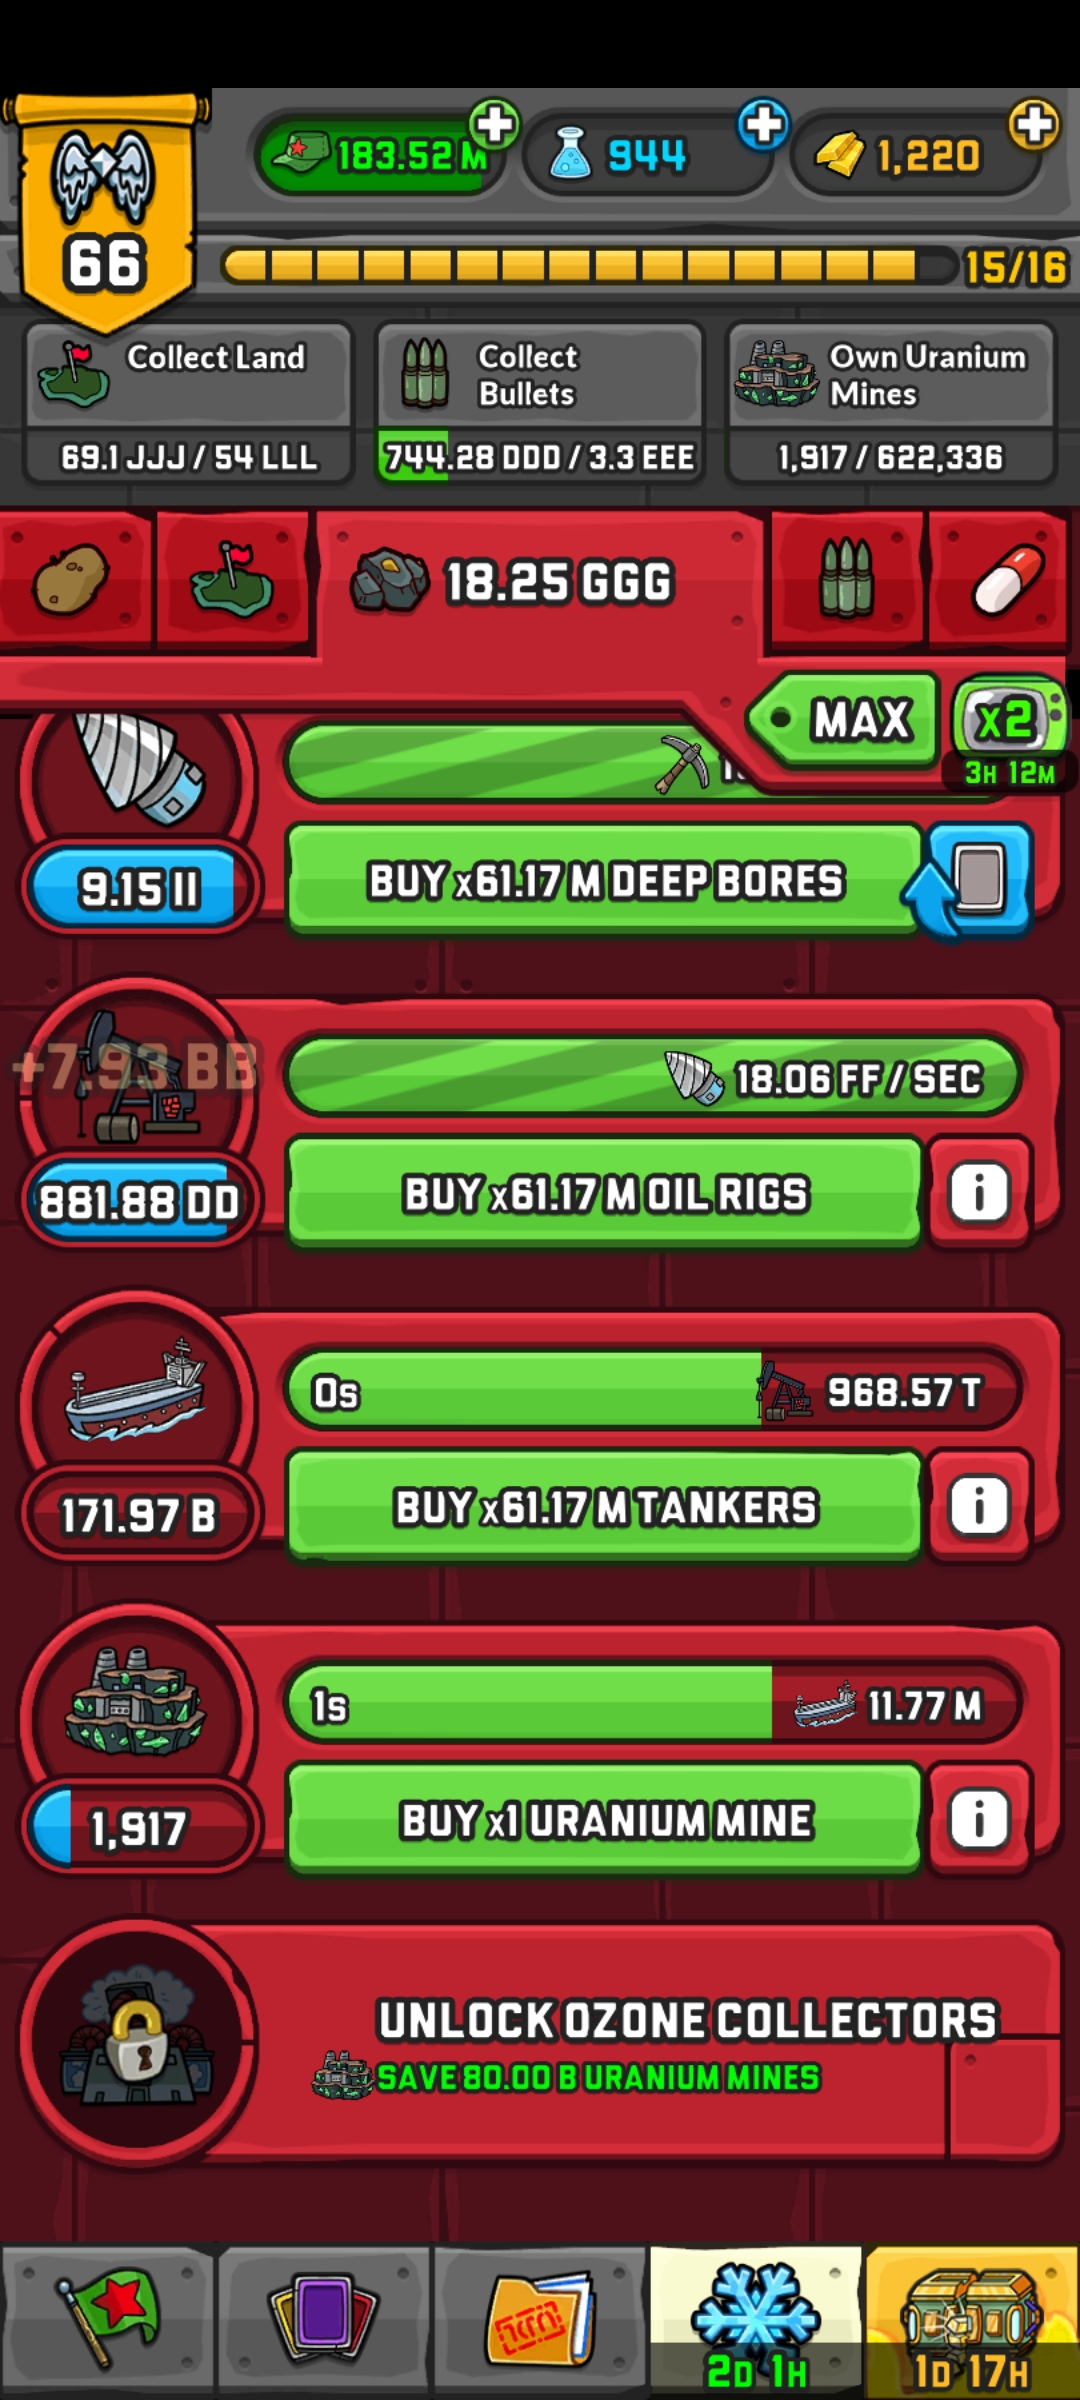 183.52 M
944
1,220
66
15/16
Collect Land
69.1 JJJ / 54 LLL
Collect
Bullets
744.28 DDD / 3.3 EEE
Own Uranium
Mines
1,917 / 622,336
18.25 GGG
MAX
x2
3H 12M
9.15 II
BUY x61.17 M DEEP BORES
+7.93 BB
18.06 FF / SEC
881.88 DD
BUY x61.17 M OIL RIGS
0s
968.57 T
171.97 B
BUY x61.17 M TANKERS
1s
11.77 M
1,917
BUY x1 URANIUM MINE
UNLOCK OZONE COLLECTORS
SAVE 80.00 B URANIUM MINES
2D 1H
1D 17H